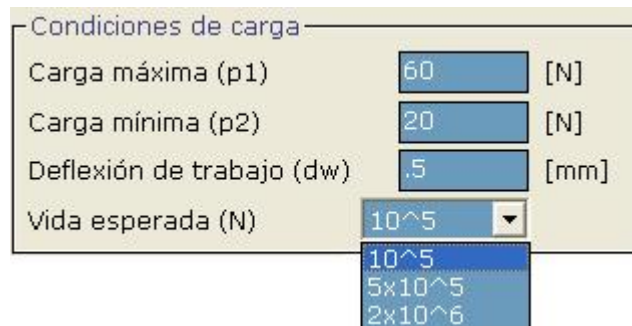 Condiciones de carga
Carga máxima (p1) 60 [N]
Carga mínima (p2) 20 [N]
Deflexión de trabajo (dw) .5 [mm]
Vida esperada (N) 10^5
10^5
5x10^5
2x10^6